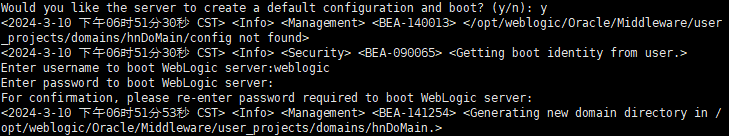 Would you like the server to create a default configuration and boot? (y/n): y
<2024-3-10 下午06时51分30秒 CST> <Info> <Management> <BEA-140013> </opt/weblogic/Oracle/Middleware/user
_projects/domains/hnDoMain/config not found>
<2024-3-10 下午06时51分30秒 CST> <Info> <Security> <BEA-090065> <Getting boot identity from user.>
Enter username to boot WebLogic server:weblogic
Enter password to boot WebLogic server:
For confirmation, please re-enter password required to boot WebLogic server:
<2024-3-10 下午06时51分53秒 CST> <Info> <Management> <BEA-141254> <Generating new domain directory in /
opt/weblogic/Oracle/Middleware/user_projects/domains/hnDoMain.>